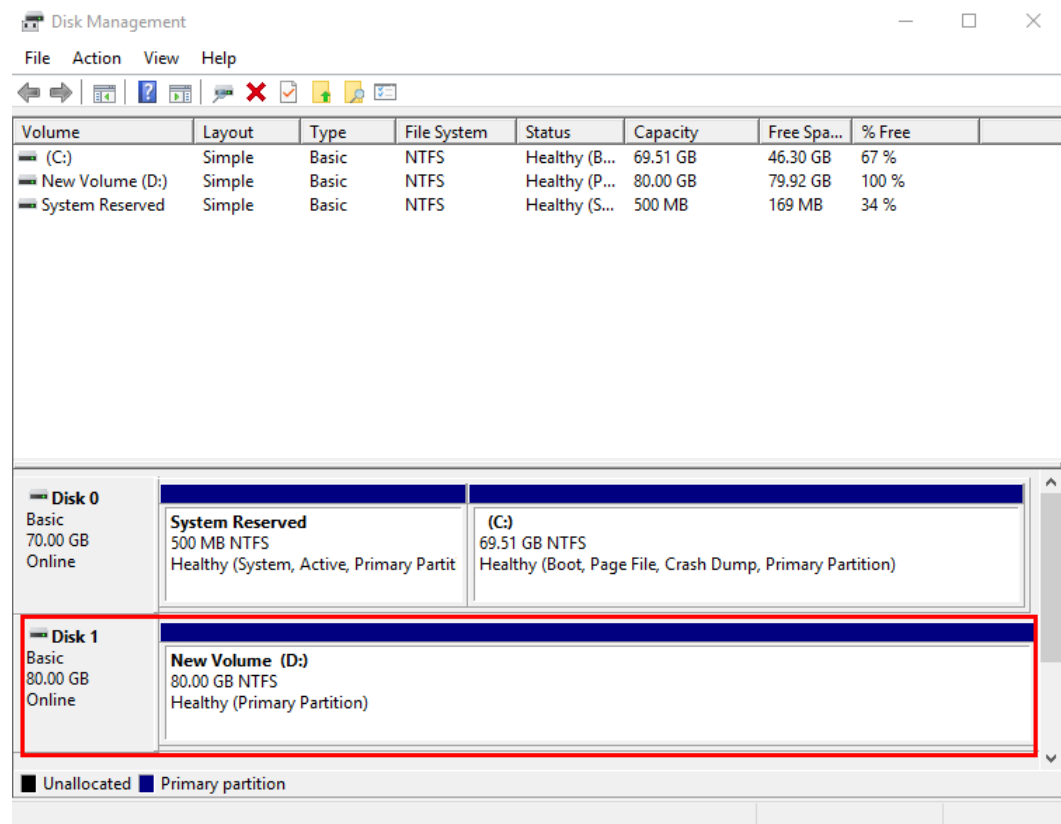 Disk Management
File Action View Help
Volume Layout Type File System Status Capacity Free Spa... % Free
(C:) Simple Basic NTFS Healthy (B... 69.51 GB 46.30 GB 67 %
New Volume (D:) Simple Basic NTFS Healthy (P... 80.00 GB 79.92 GB 100 %
System Reserved Simple Basic NTFS Healthy (S... 500 MB 169 MB 34 %
Disk 0
Basic
70.00 GB
Online
System Reserved
500 MB NTFS
Healthy (System, Active, Primary Partit
(C:)
69.51 GB NTFS
Healthy (Boot, Page File, Crash Dump, Primary Partition)
Disk 1
Basic
80.00 GB
Online
New Volume (D:)
80.00 GB NTFS
Healthy (Primary Partition)
Unallocated Primary partition